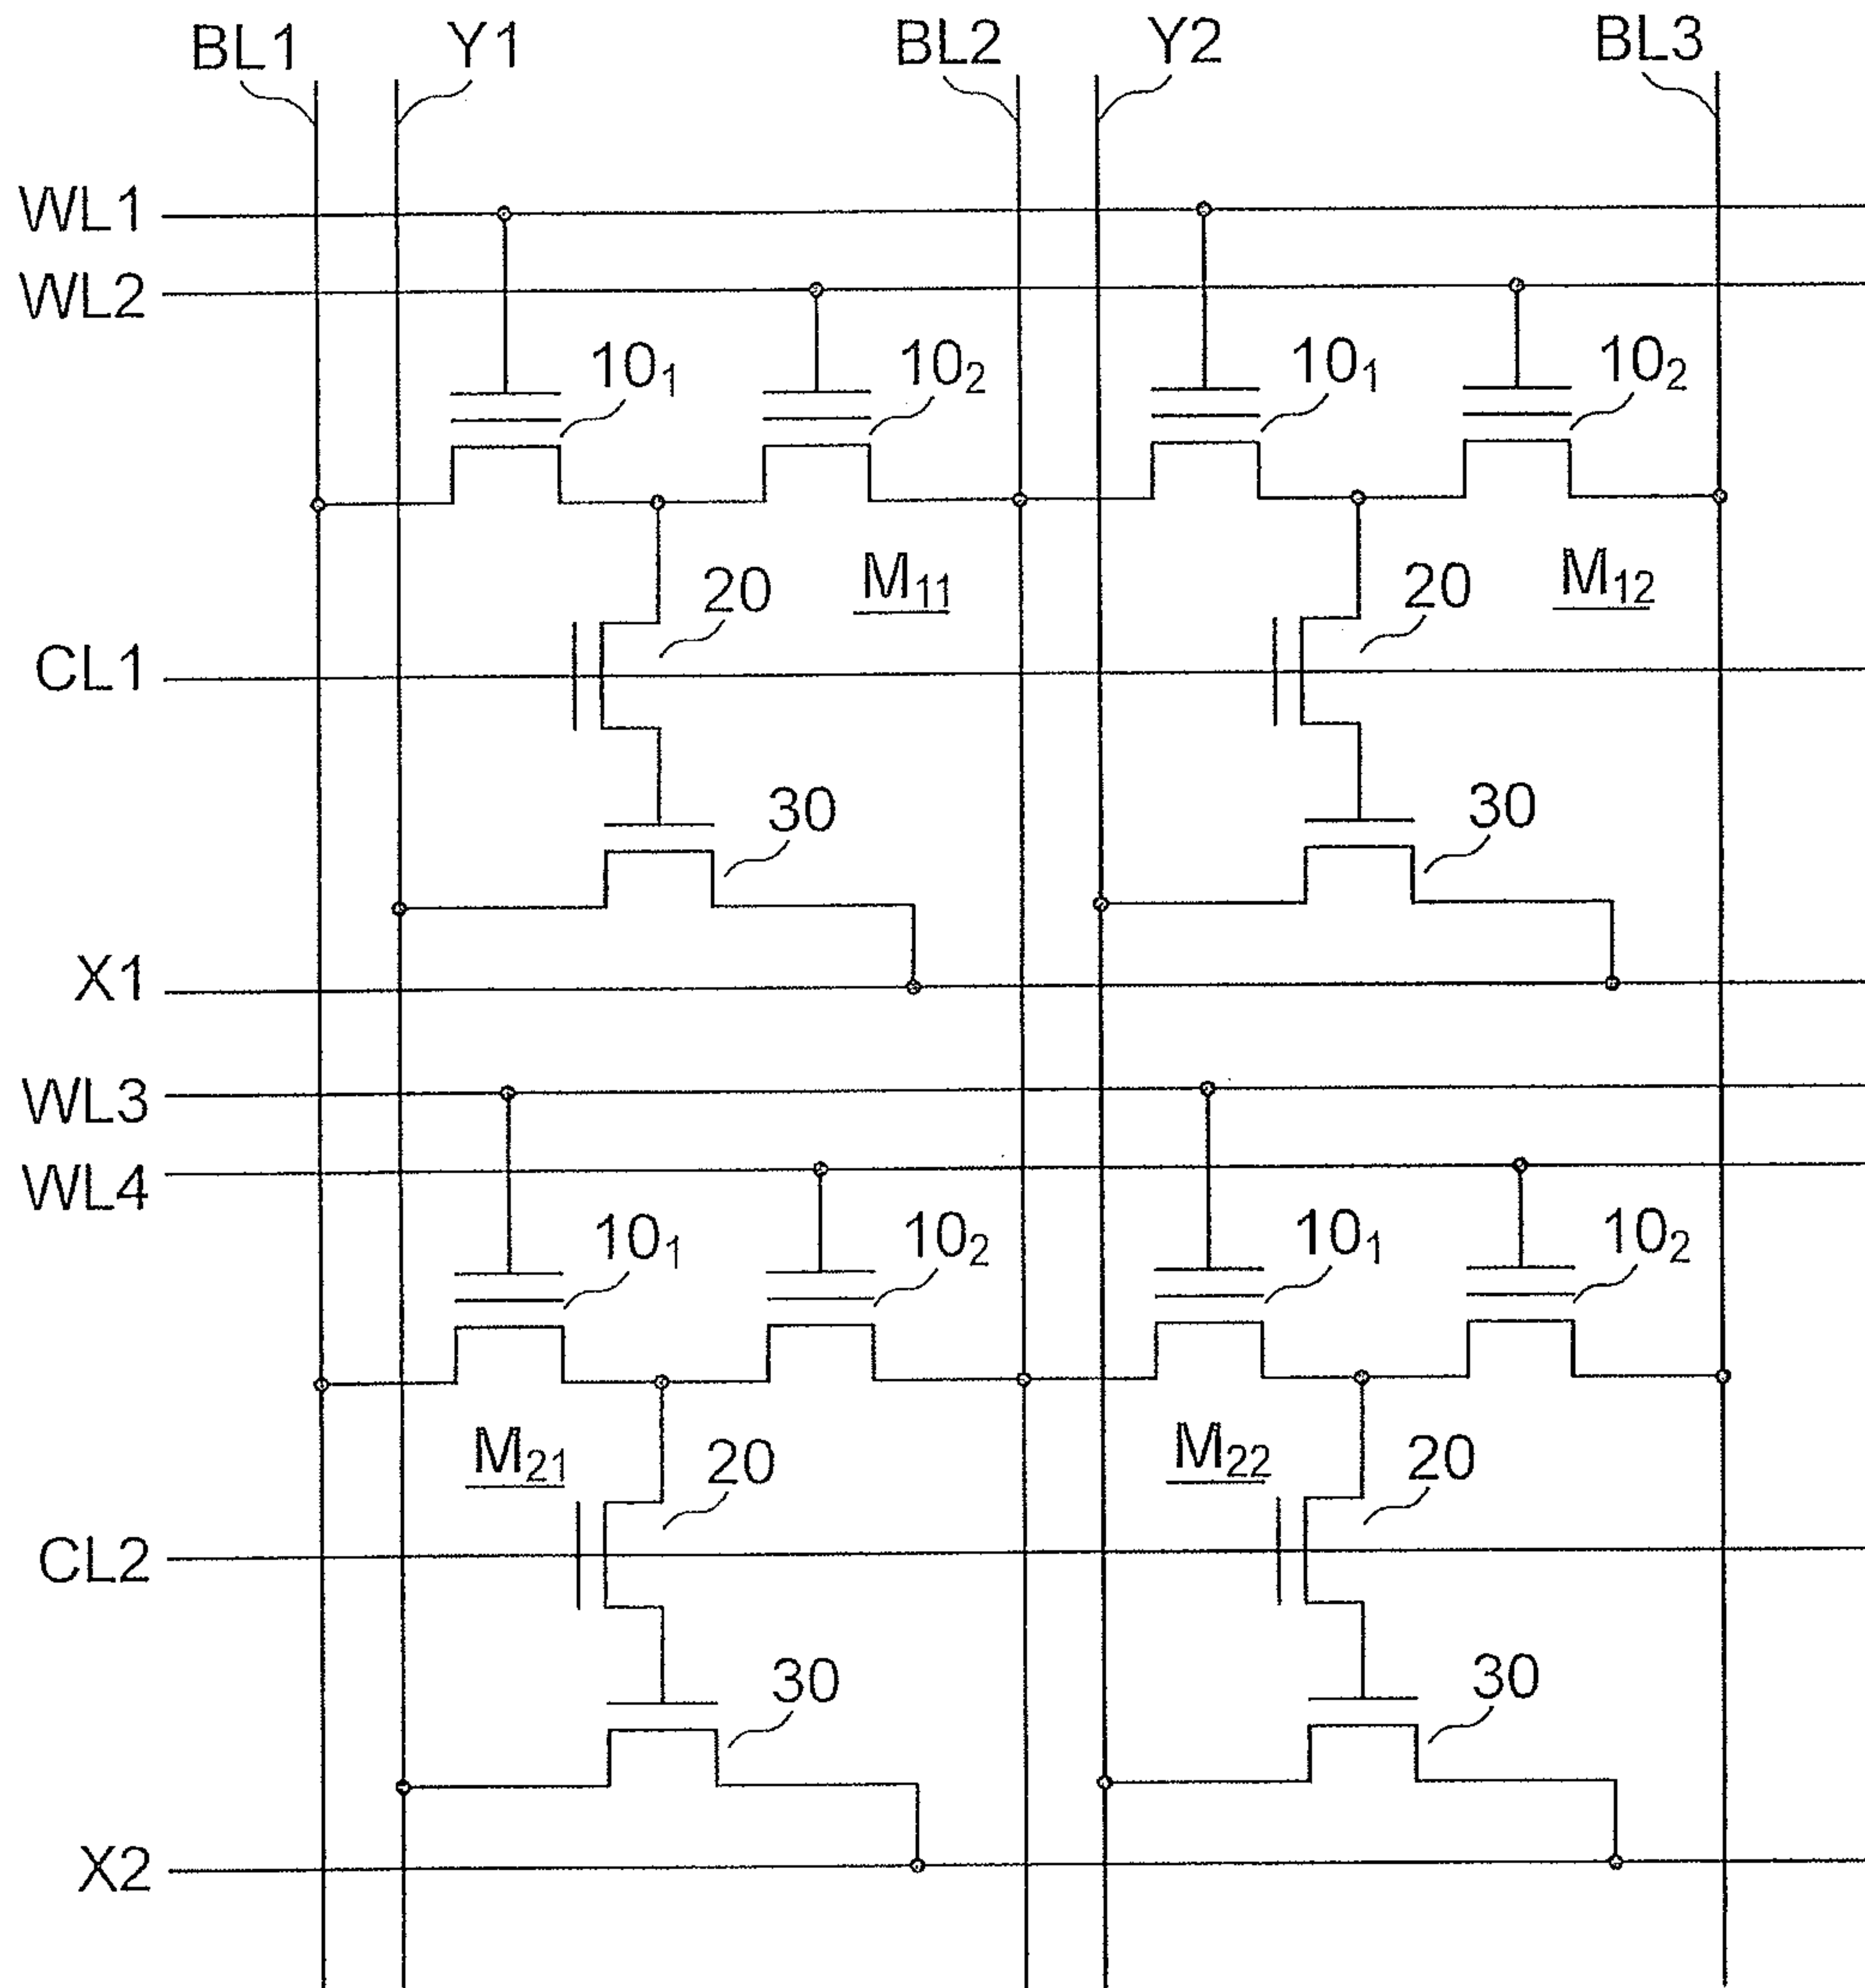 BL1 Y1 BL2 Y2 BL3
WL1
WL2
10₁ 10₂ 10₁ 10₂
M₁₁ M₁₂
20 20
CL1
30 30
X1
WL3
WL4
10₁ 10₂ 10₁ 10₂
M₂₁ 20 M₂₂ 20
CL2
30 30
X2